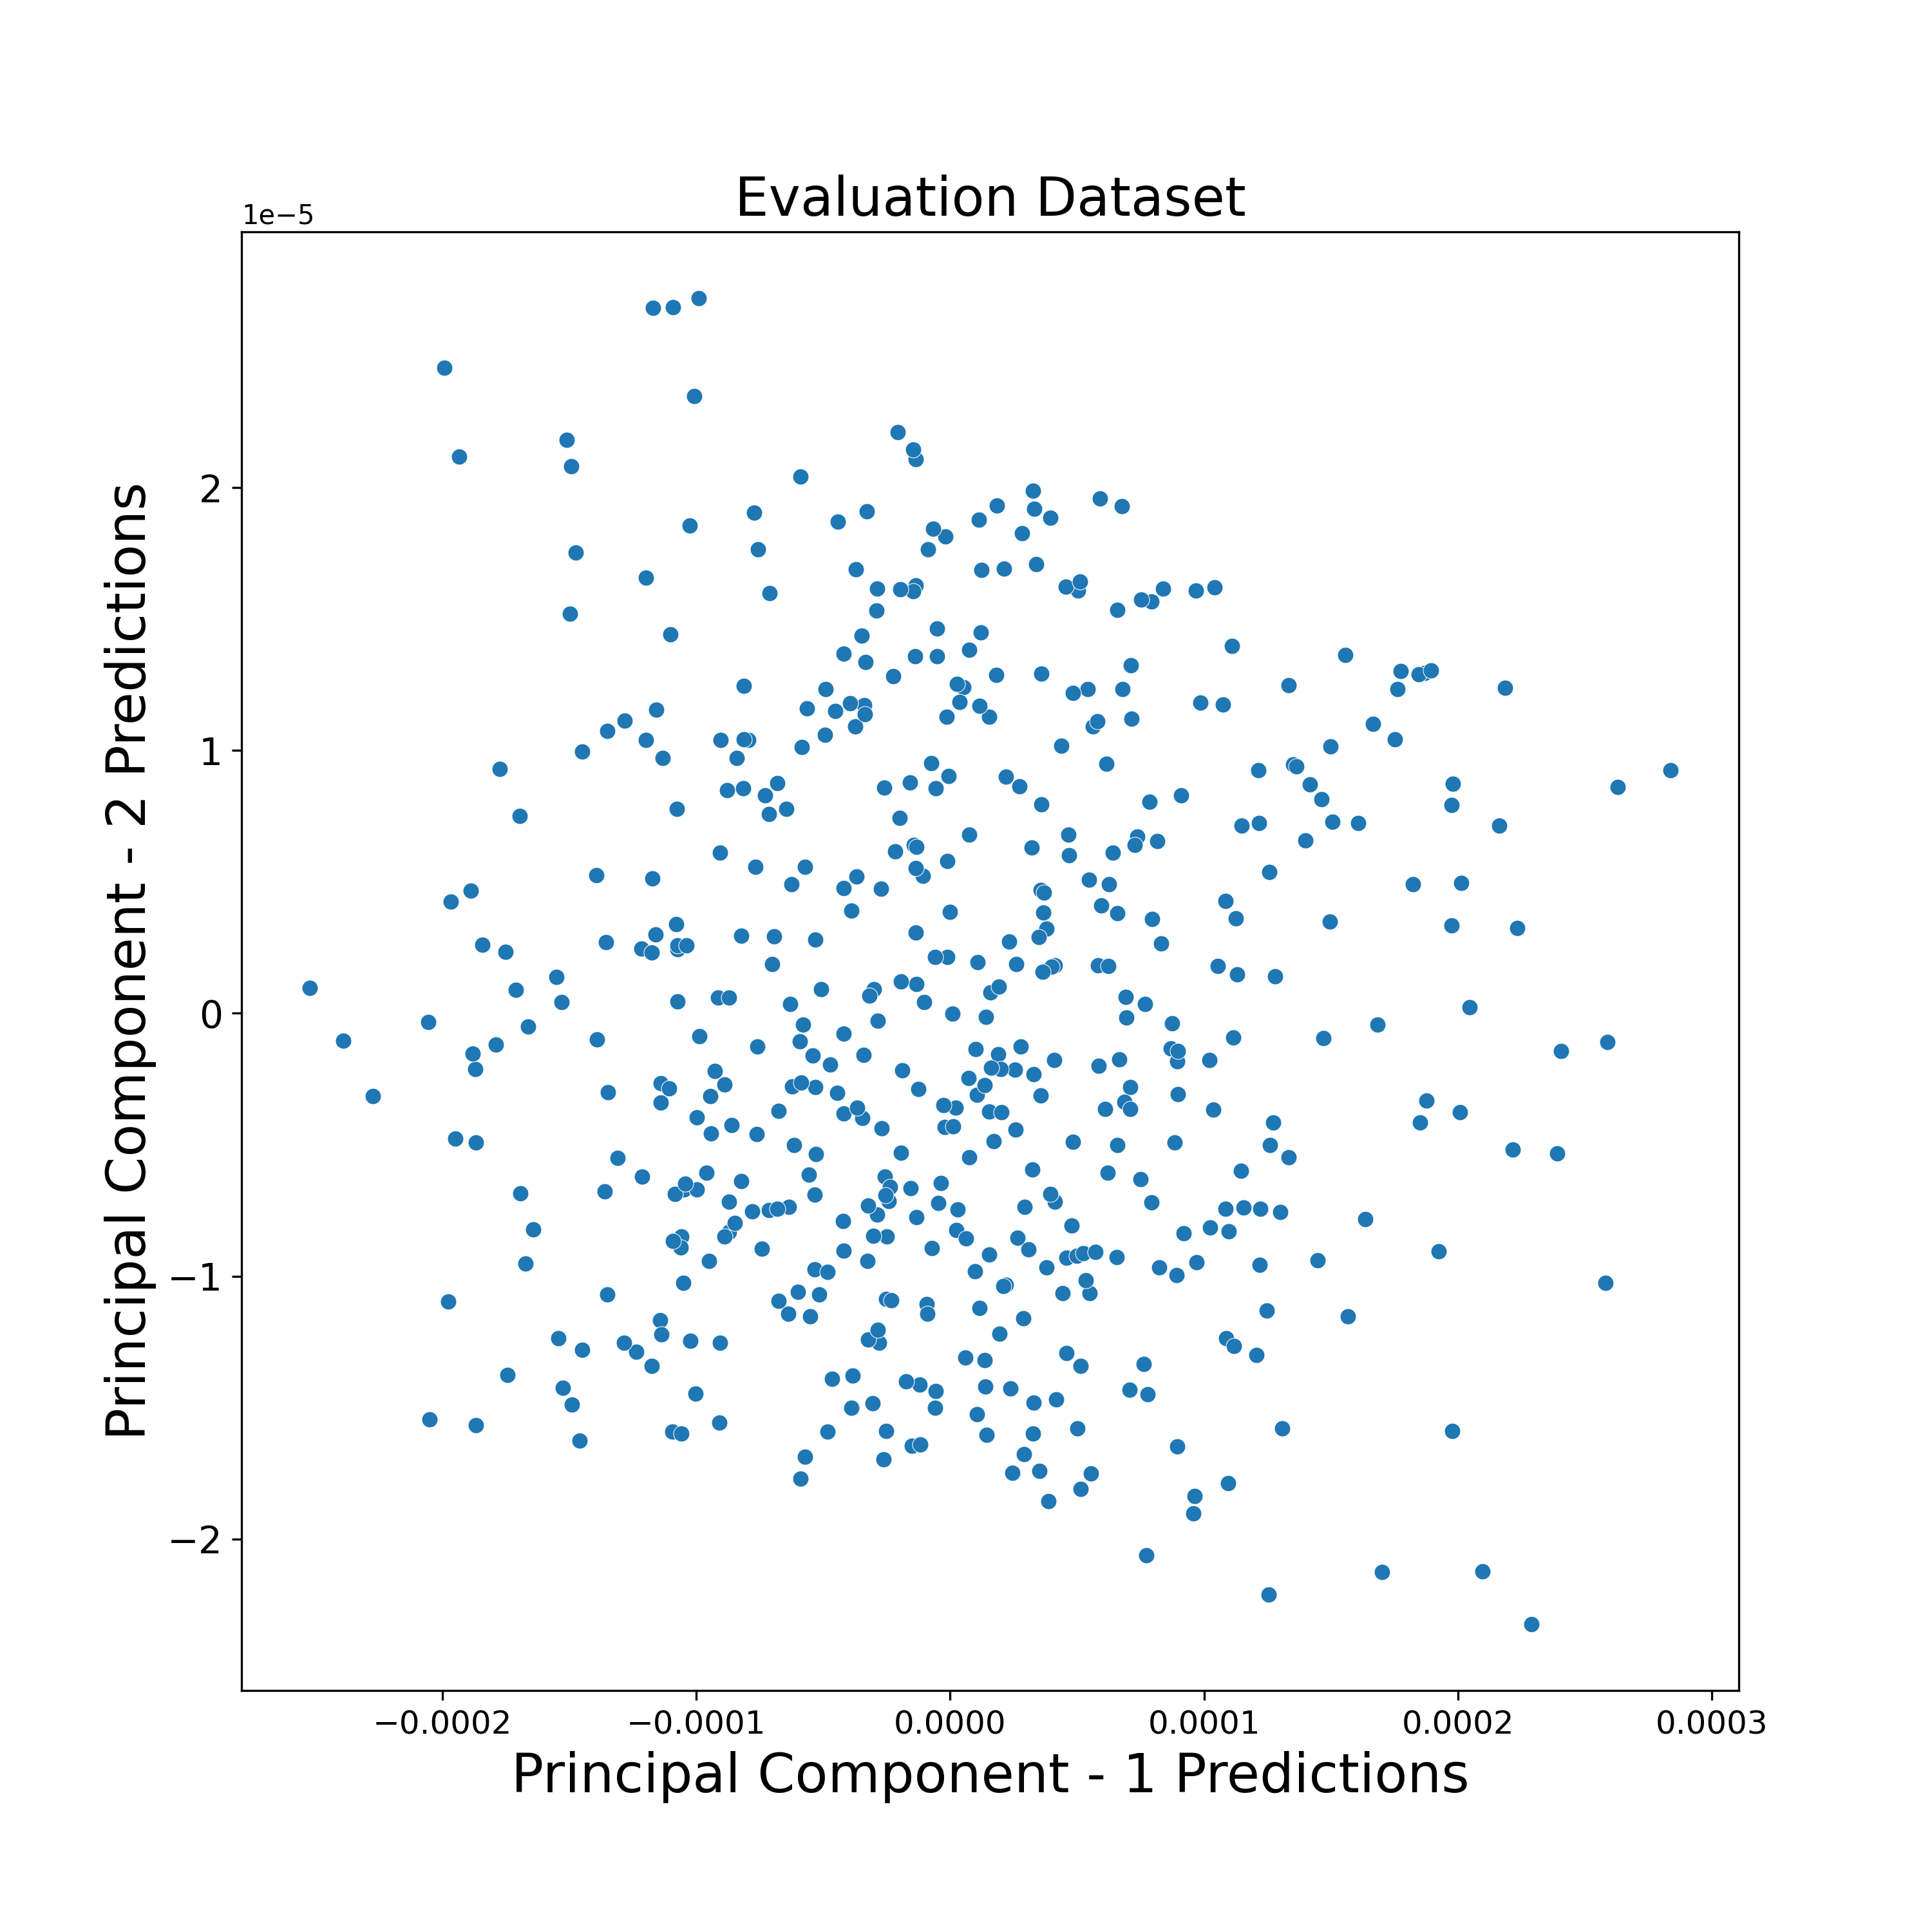 Evaluation Dataset
1e−5
Principal Component - 2 Predictions
2
1
0
−1
−2
−0.0002 −0.0001 0.0000 0.0001 0.0002 0.0003
Principal Component - 1 Predictions